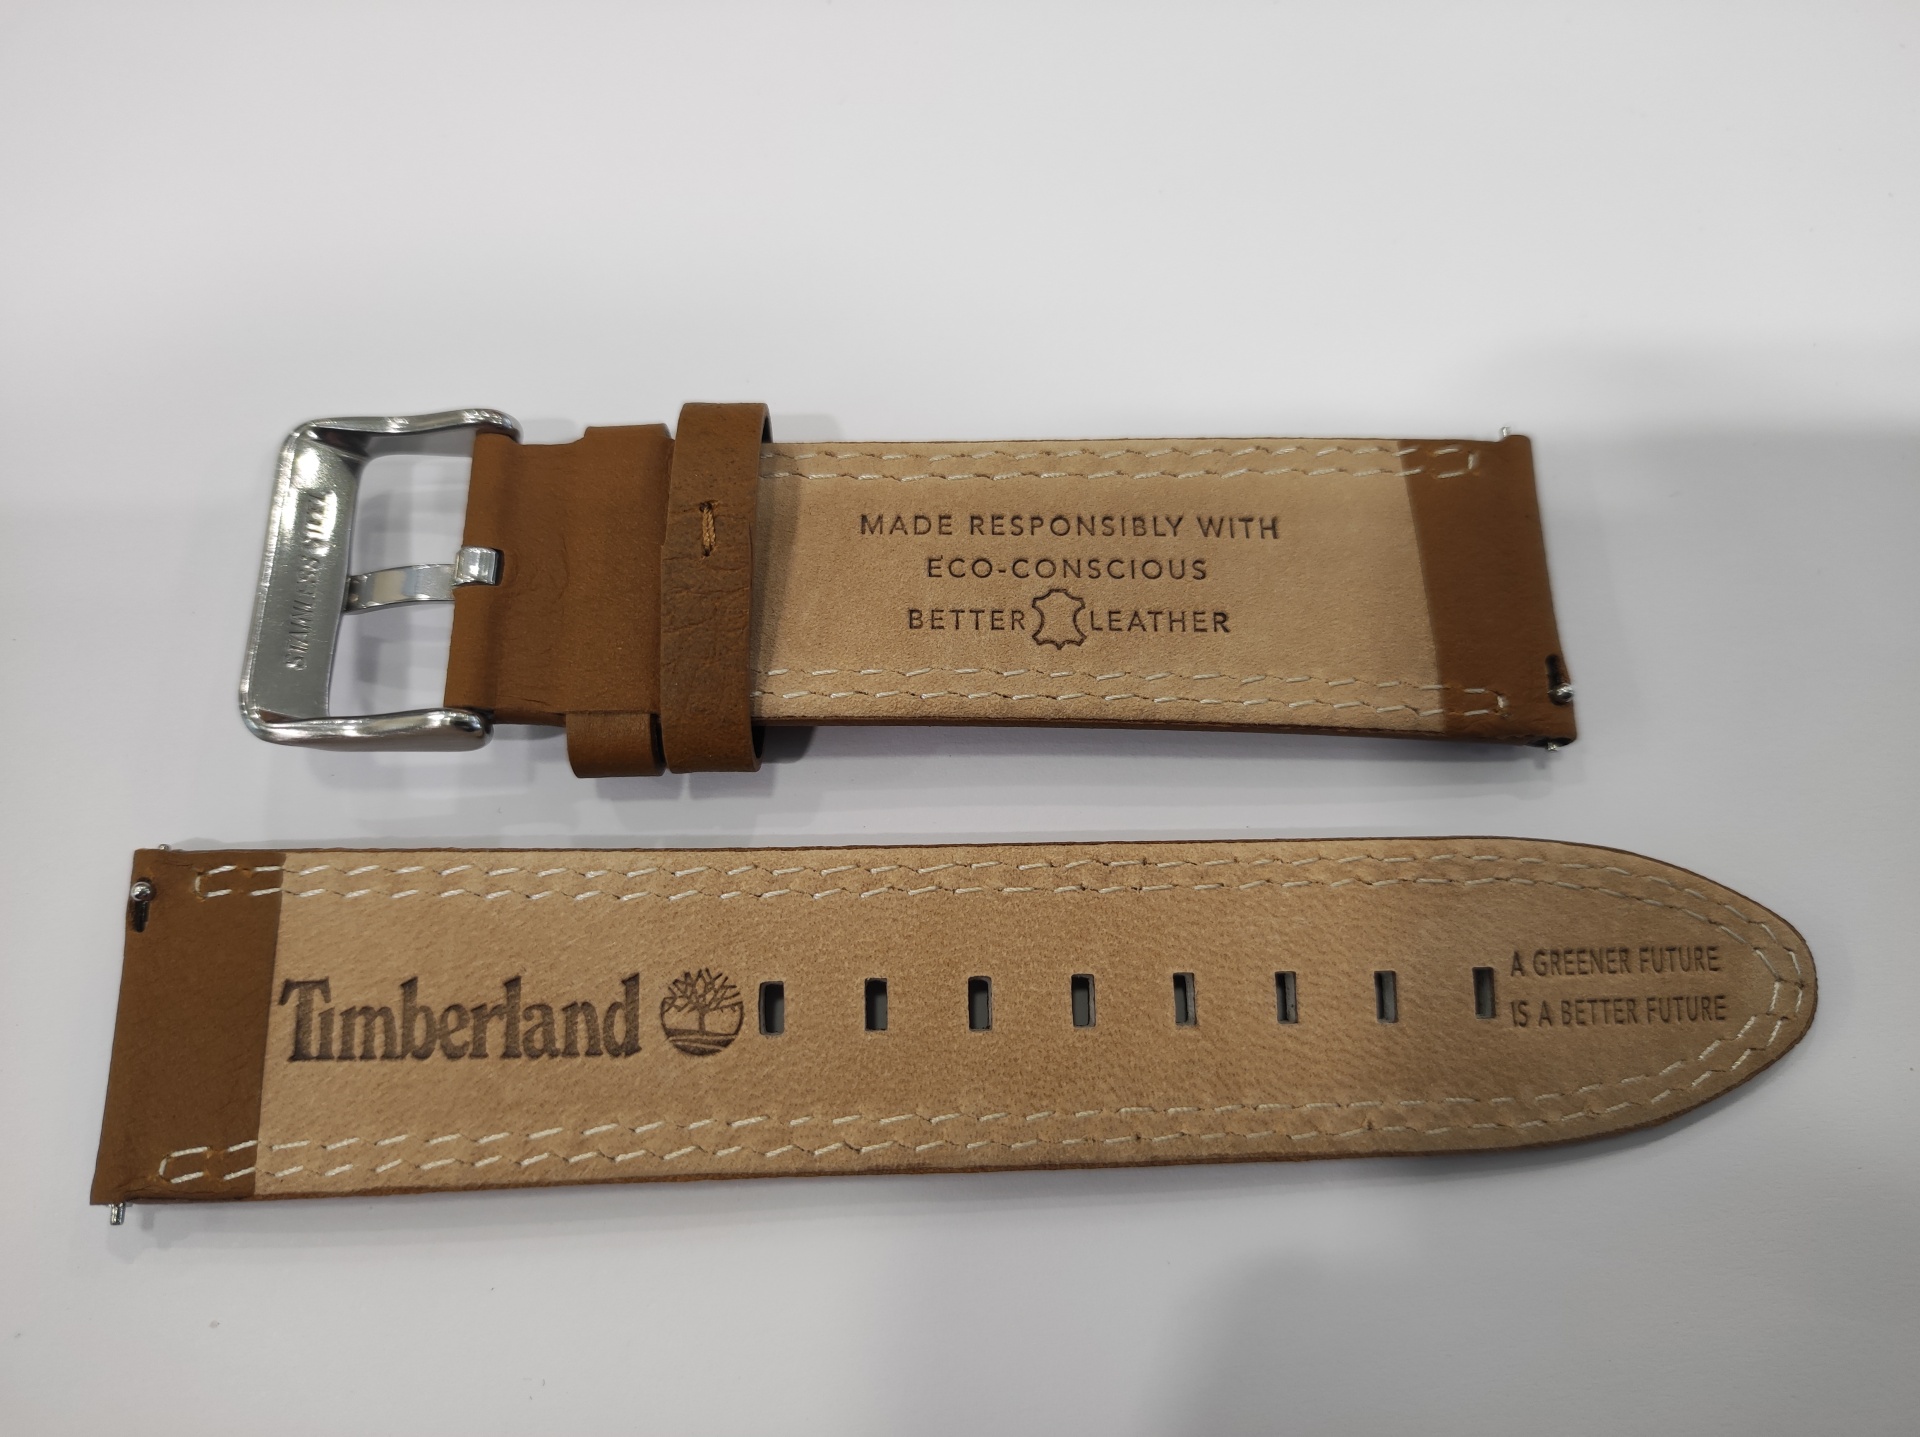 STAINLESS STEEL
MADE RESPONSIBLY WITH
ECO-CONSCIOUS
BETTER LEATHER
Timberland
A GREENER FUTURE
IS A BETTER FUTURE